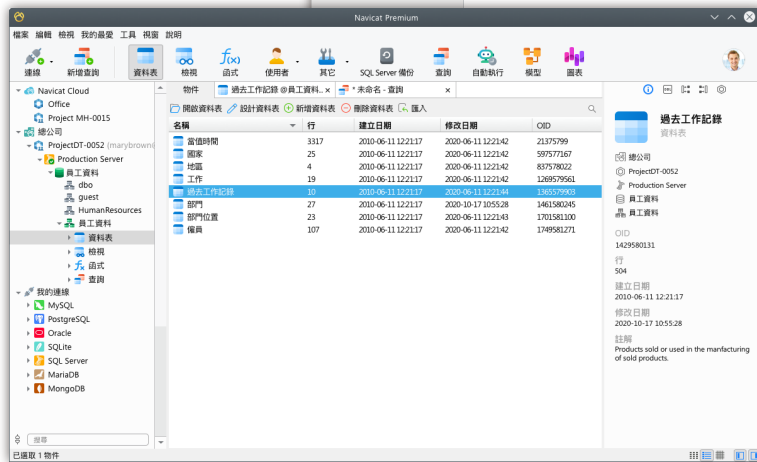 Navicat Premium
檔案 編輯 檢視 我的最愛 工具 視窗 說明
連線 新增查詢 資料表 檢視 函式 使用者 其它 SQL Server 備份 查詢 自動執行 模型 圖表
f(x)
物件 過去工作記錄 @員工資料.. × * 未命名 - 查詢 ×
開啟資料表 設計資料表 新增資料表 刪除資料表 匯入
Navicat Cloud
Office
Project MH-0015
總公司
ProjectDT-0052 (marybrowni
Production Server
員工資料
dbo
guest
HumanResources
員工資料
資料表
檢視
函式
查詢
我的連線
MySQL
PostgreSQL
Oracle
SQLite
SQL Server
MariaDB
MongoDB
搜尋
名稱 行 建立日期 修改日期 OID
當值時間 3317 2010-06-11 12:21:17 2020-06-11 12:21:42 21375799
國家 25 2010-06-11 12:21:17 2020-06-11 12:21:42 597577167
地區 4 2010-06-11 12:21:17 2020-06-11 12:21:42 837578022
工作 19 2010-06-11 12:21:17 2020-06-11 12:21:42 1269579561
過去工作記錄 10 2010-06-11 12:21:17 2020-06-11 12:21:44 1365579903
部門 27 2010-06-11 12:21:17 2020-10-17 10:55:28 1461580245
部門位置 23 2010-06-11 12:21:17 2020-06-11 12:21:43 1701581100
僱員 107 2010-06-11 12:21:17 2020-06-11 12:21:42 1749581271
過去工作記錄
資料表
總公司
ProjectDT-0052
Production Server
員工資料
員工資料
OID
1429580131
行
504
建立日期
2010-06-11 12:21:17
修改日期
2020-10-17 10:55:28
註解
Products sold or used in the manfacturing
of sold products.
已選取 1 物件